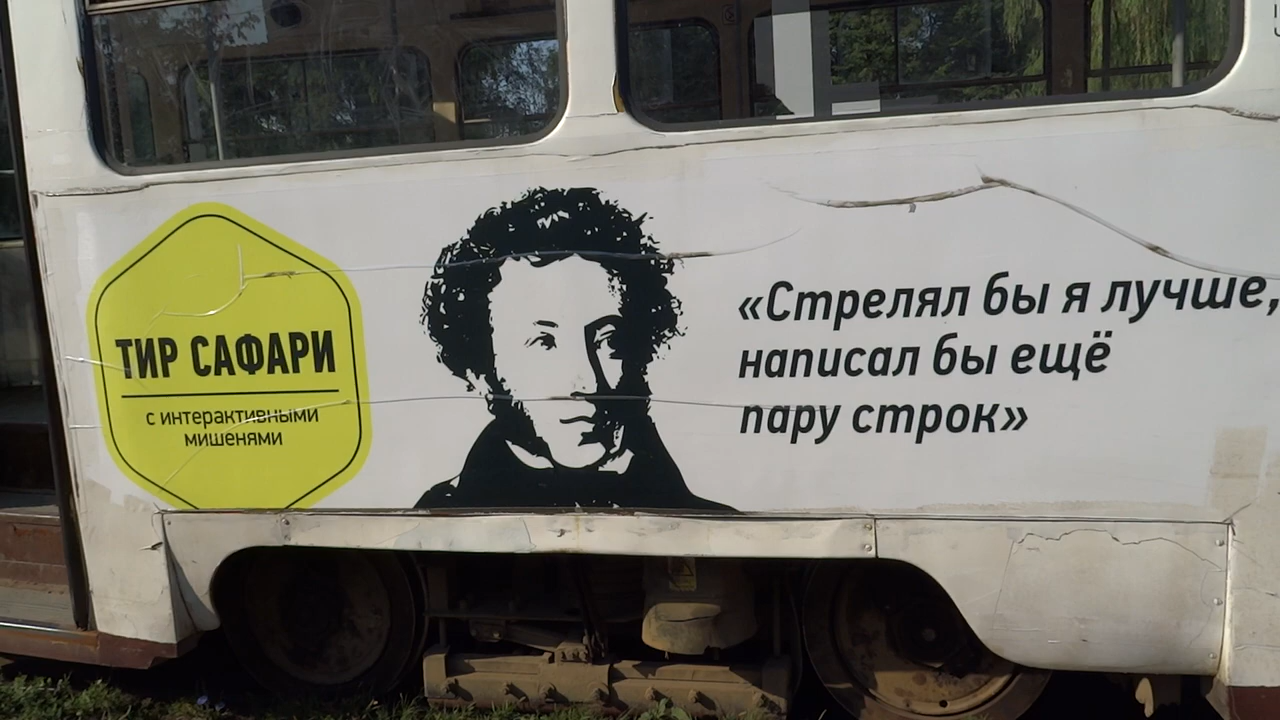 ТИР САФАРИ
с интерактивными
мишенями
«Стрелял бы я лучше,
написал бы ещё
пару строк»